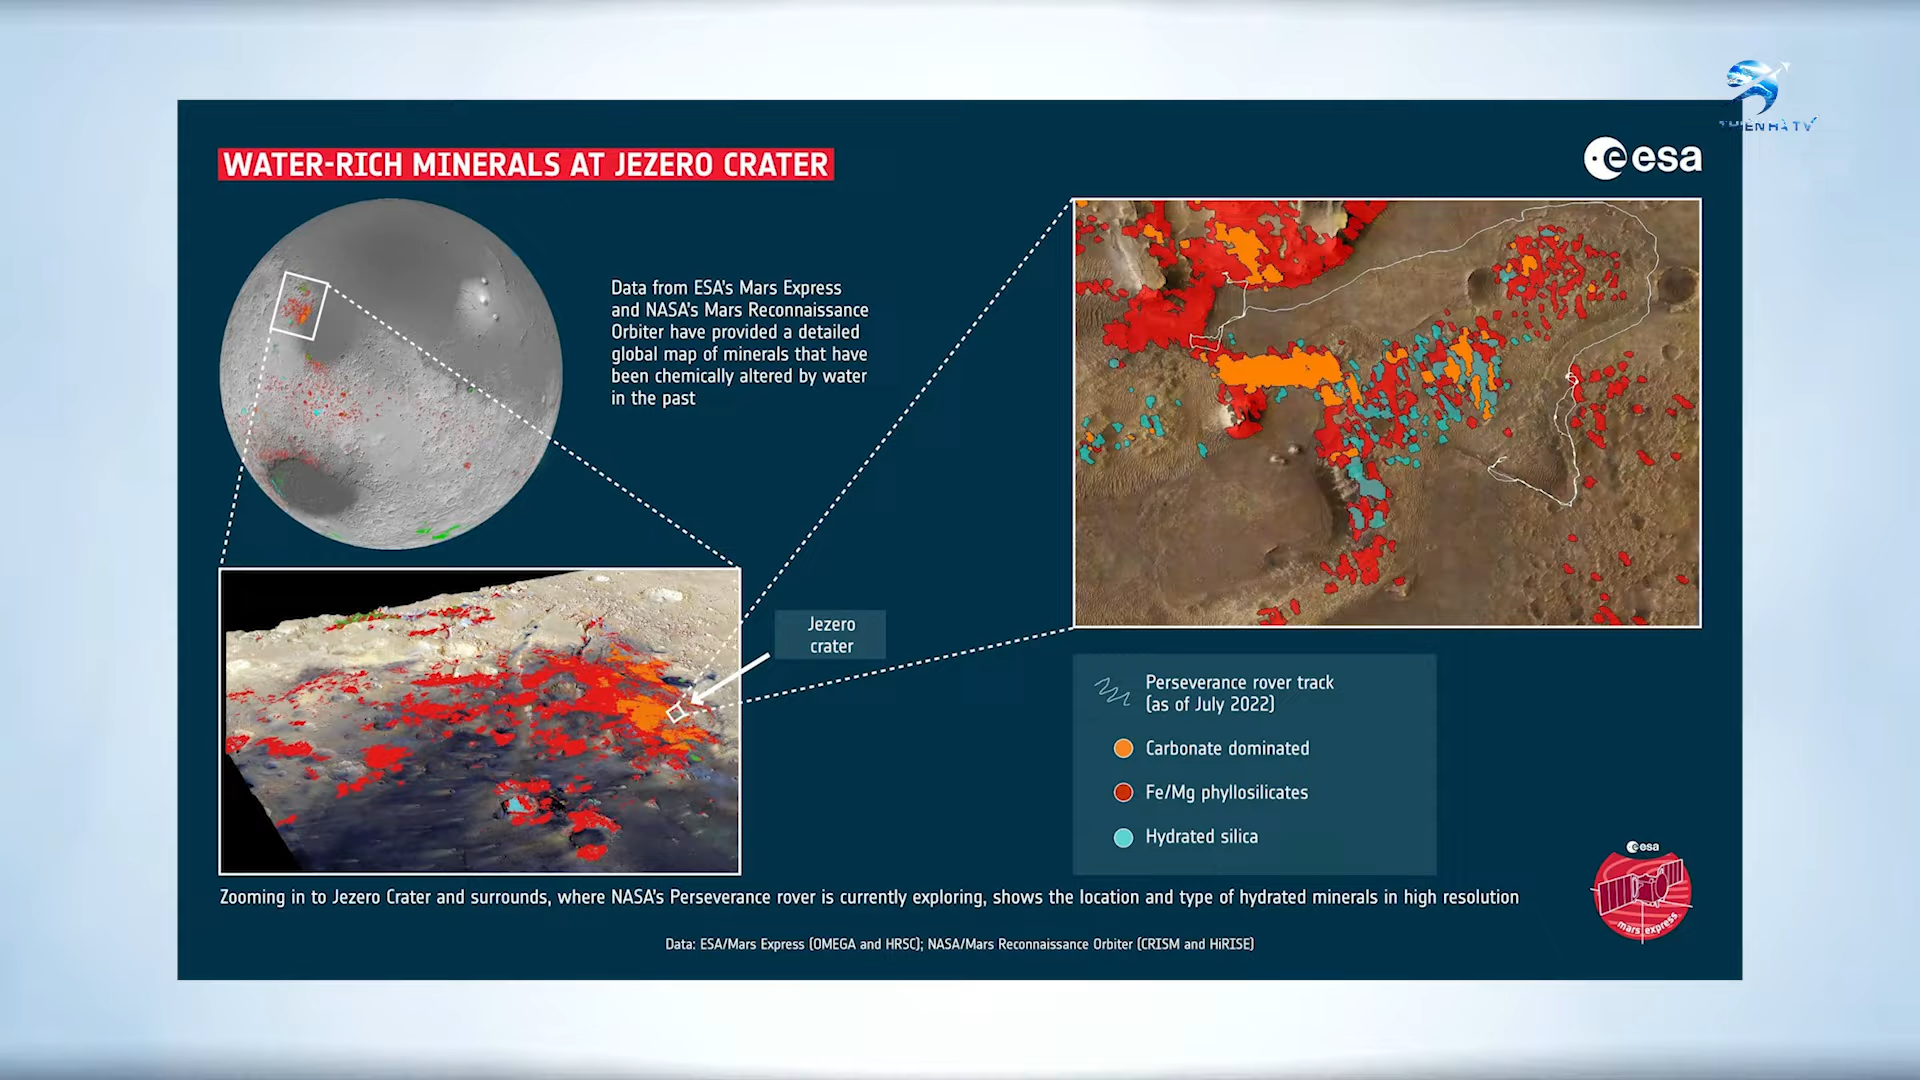 THIÊN HÀ TV
WATER-RICH MINERALS AT JEZERO CRATER
esa
Data from ESA's Mars Express
and NASA's Mars Reconnaissance
Orbiter have provided a detailed
global map of minerals that have
been chemically altered by water
in the past
Jezero
crater
Perseverance rover track
(as of July 2022)
Carbonate dominated
Fe/Mg phyllosilicates
Hydrated silica
esa
mars express
Zooming in to Jezero Crater and surrounds, where NASA's Perseverance rover is currently exploring, shows the location and type of hydrated minerals in high resolution
Data: ESA/Mars Express (OMEGA and HRSC); NASA/Mars Reconnaissance Orbiter (CRISM and HiRISE)